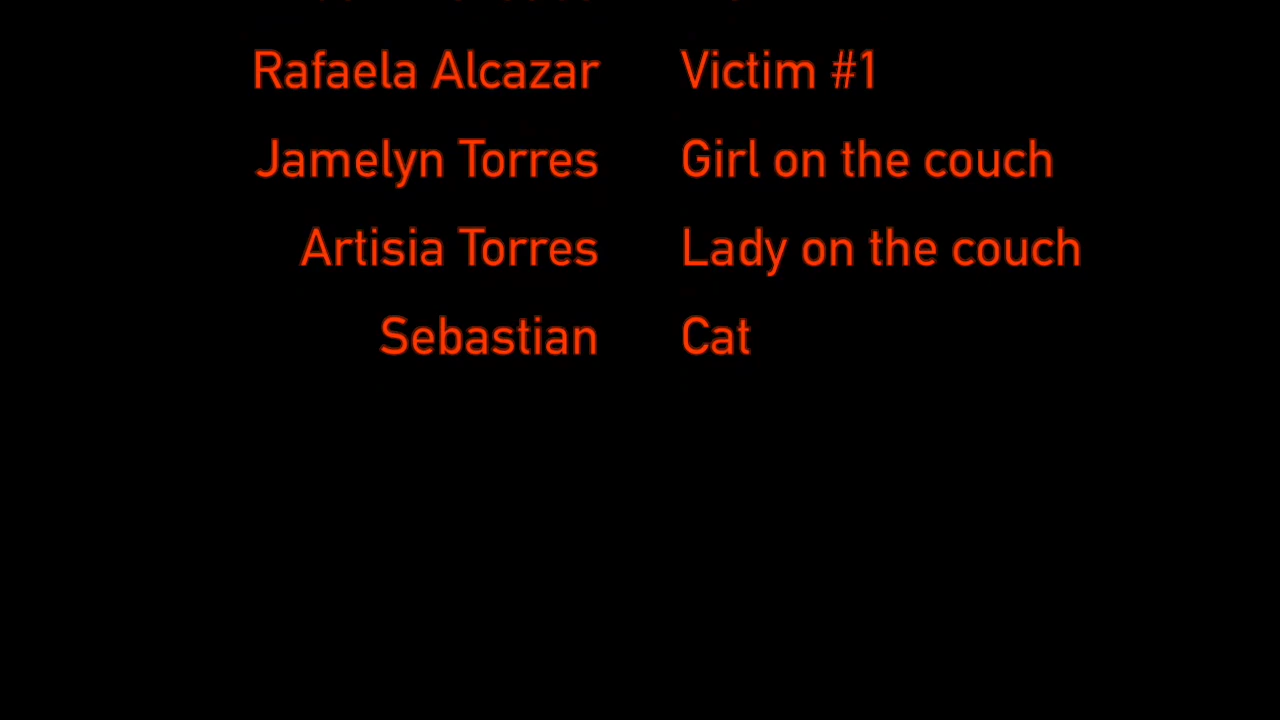 Rafaela Alcazar Victim #1
Jamelyn Torres Girl on the couch
Artisia Torres Lady on the couch
Sebastian Cat